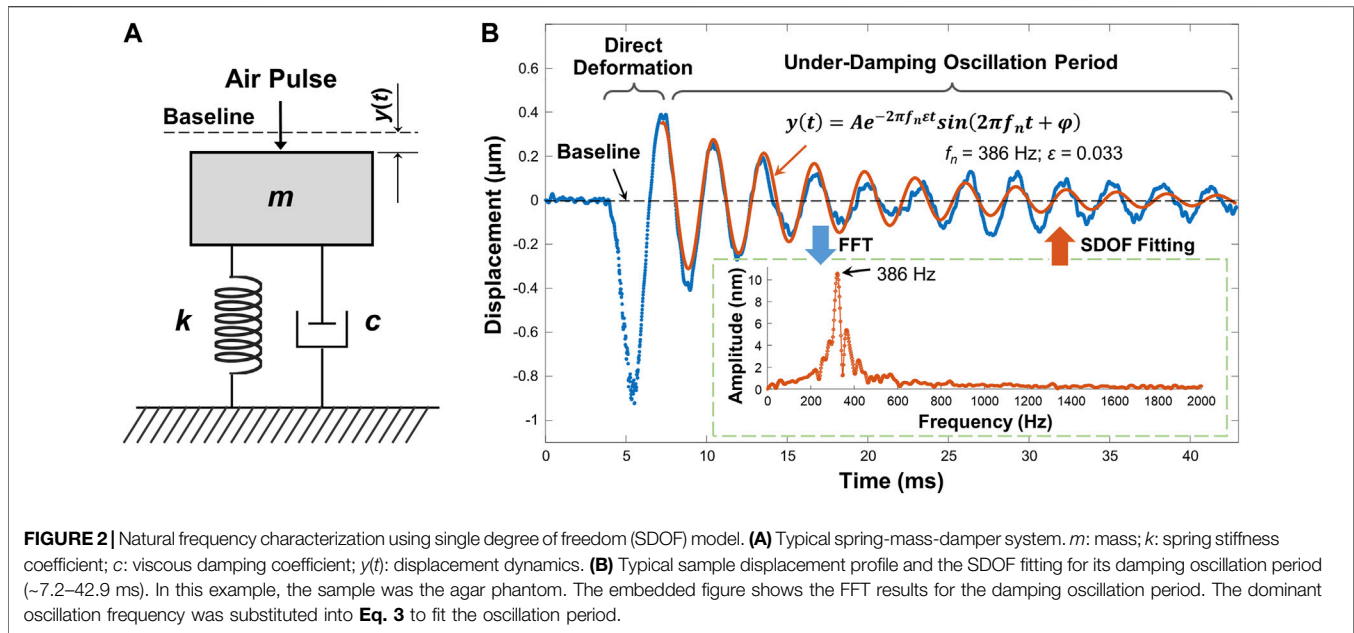 A
Air Pulse
Baseline
y(t)
m
k
c
B
Direct
Deformation
Under-Damping Oscillation Period
y(t) = Ae^{-2πf_nεt}sin(2πf_nt + φ)
f_n = 386 Hz; ε = 0.033
Baseline
FFT
SDOF Fitting
386 Hz
Displacement (μm)
0.6
0.4
0.2
0
-0.2
-0.4
-0.6
-0.8
-1
Amplitude (nm)
10
8
6
4
2
0
0 200 400 600 800 1000 1200 1400 1600 1800 2000
Frequency (Hz)
0 5 10 15 20 25 30 35 40
Time (ms)
FIGURE 2 | Natural frequency characterization using single degree of freedom (SDOF) model. (A) Typical spring-mass-damper system. m: mass; k: spring stiffness
coefficient; c: viscous damping coefficient; y(t): displacement dynamics. (B) Typical sample displacement profile and the SDOF fitting for its damping oscillation period
(~7.2–42.9 ms). In this example, the sample was the agar phantom. The embedded figure shows the FFT results for the damping oscillation period. The dominant
oscillation frequency was substituted into Eq. 3 to fit the oscillation period.